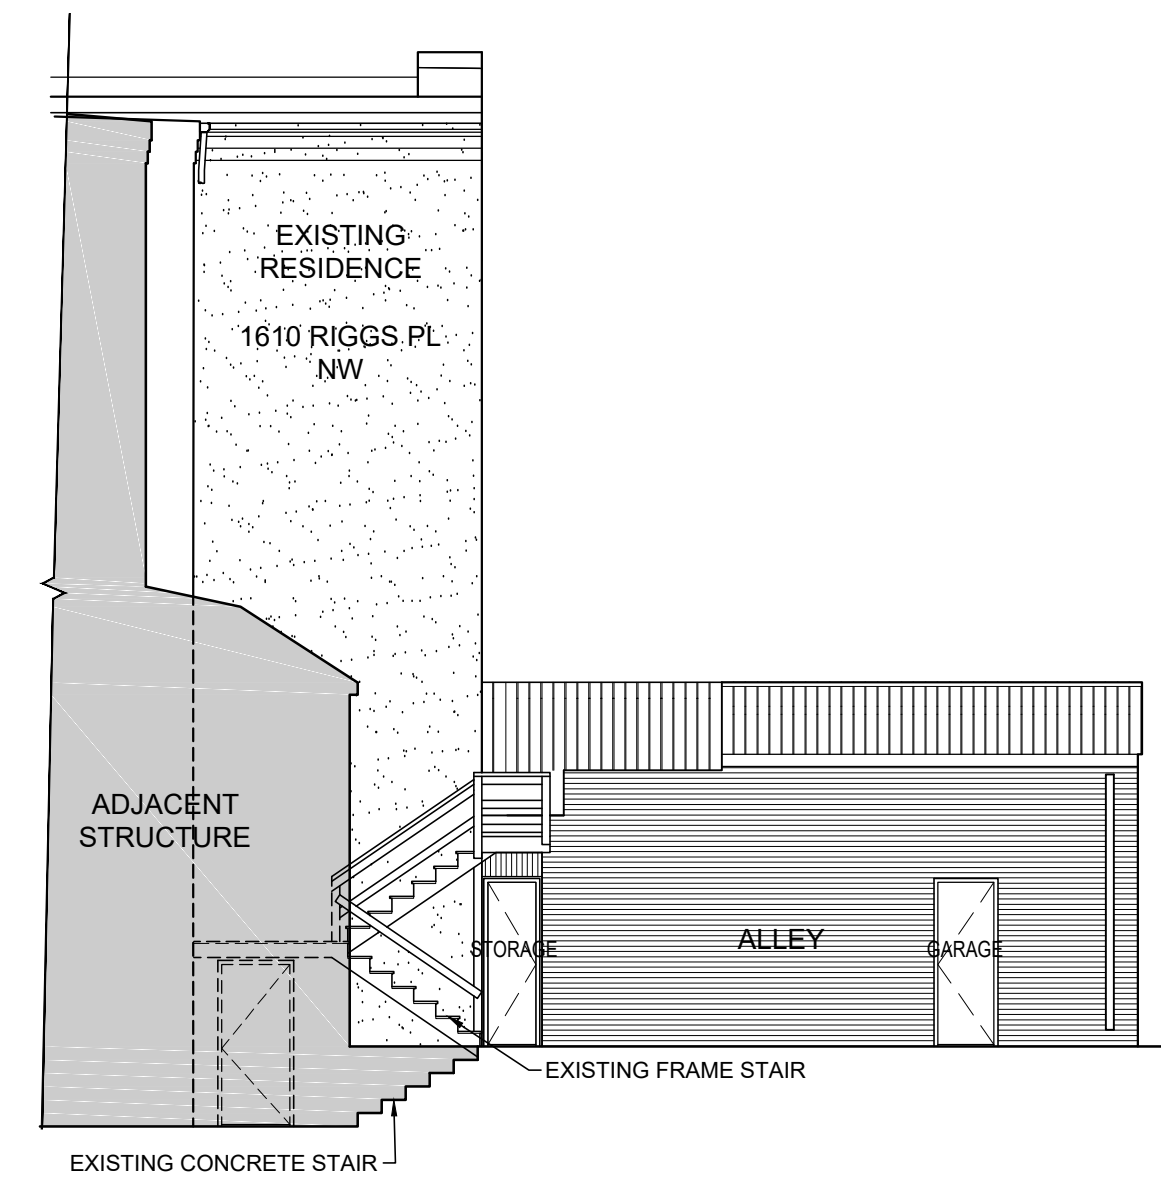 EXISTING
RESIDENCE
1610 RIGGS PL
NW
ADJACENT
STRUCTURE
STORAGE
ALLEY
GARAGE
EXISTING FRAME STAIR
EXISTING CONCRETE STAIR